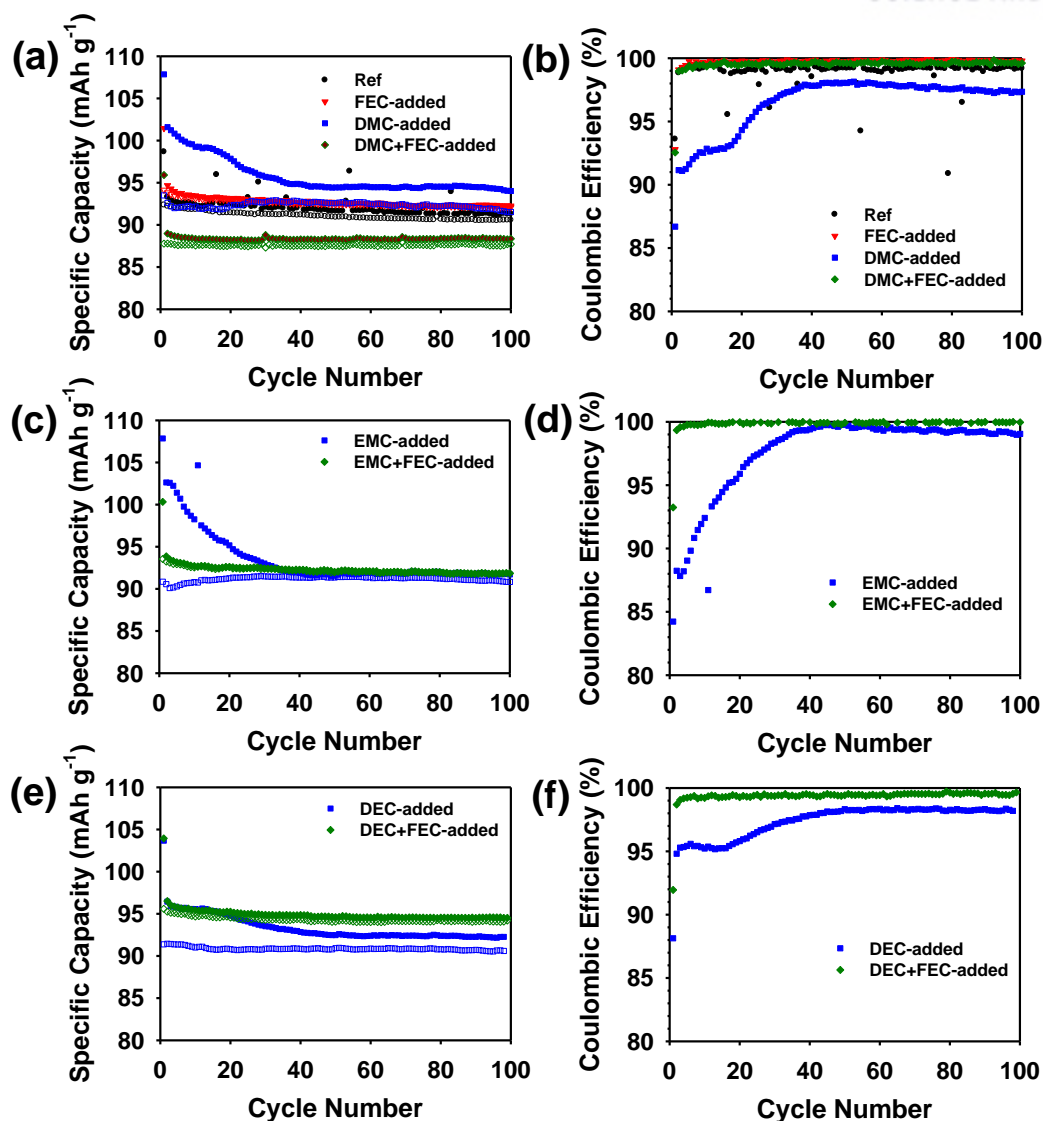 (a)
Specific Capacity (mAh g-1)
110
105
100
95
90
85
80
Ref
FEC-added
DMC-added
DMC+FEC-added
0 20 40 60 80 100
Cycle Number
(b)
Coulombic Efficiency (%)
100
95
90
85
80
Ref
FEC-added
DMC-added
DMC+FEC-added
0 20 40 60 80 100
Cycle Number
(c)
Specific Capacity (mAh g-1)
110
105
100
95
90
85
80
EMC-added
EMC+FEC-added
0 20 40 60 80 100
Cycle Number
(d)
Coulombic Efficiency (%)
100
95
90
85
80
EMC-added
EMC+FEC-added
0 20 40 60 80 100
Cycle Number
(e)
Specific Capacity (mAh g-1)
110
105
100
95
90
85
80
DEC-added
DEC+FEC-added
0 20 40 60 80 100
Cycle Number
(f)
Coulombic Efficiency (%)
100
95
90
85
80
DEC-added
DEC+FEC-added
0 20 40 60 80 100
Cycle Number